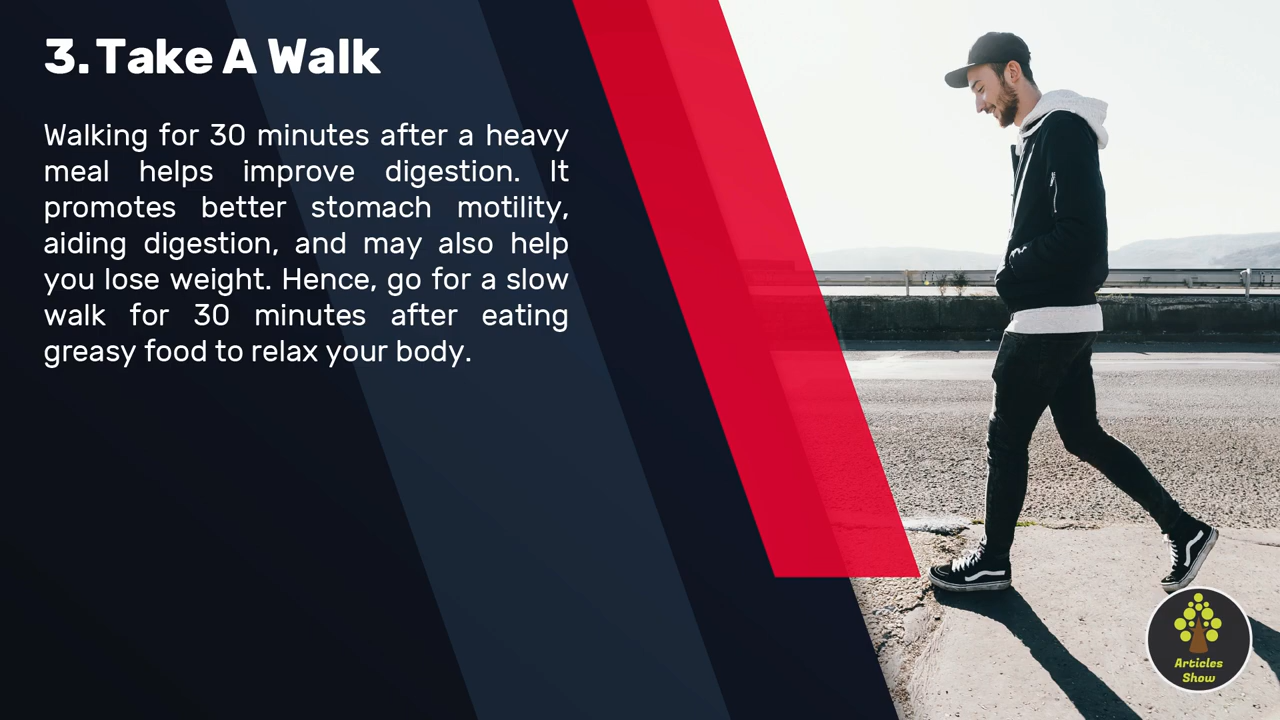 3. Take A Walk
Walking for 30 minutes after a heavy
meal helps improve digestion. It
promotes better stomach motility,
aiding digestion, and may also help
you lose weight. Hence, go for a slow
walk for 30 minutes after eating
greasy food to relax your body.
Articles
Show